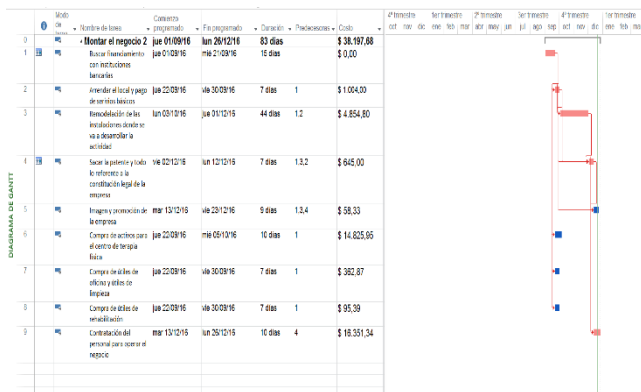 4º trimestre 1er trimestre 2º trimestre 3er trimestre 4º trimestre 1er trimestre
oct nov dic ene feb mar abr may jun jul ago sep oct nov dic ene feb mar
Modo de
Nombre de tarea
Comienzo programado
Fin programado
Duración
Predecesoras
Costo
0 Montar el negocio 2 jue 01/09/16 lun 26/12/16 83 dias $ 38.197,68
1 Buscar financiamiento jue 01/09/16 mié 21/09/16 15 dias $ 0,00
con instituciones
bancarias
2 Arrendar el local y pago jue 22/09/16 vie 30/09/16 7 dias 1 $ 1.004,00
de servicios básicos
3 Remodelación de las lun 03/10/16 jue 01/12/16 44 dias 1,2 $ 4.854,80
instalaciones donde se
va a desarrollar la
actividad
4 Sacar la patente y todo vie 02/12/16 lun 12/12/16 7 dias 1,3,2 $ 645,00
lo referente a la
constitución legal de la
empresa
5 Imagen y promoción de mar 13/12/16 vie 23/12/16 9 dias 1,3,4 $ 58,33
la empresa
6 Compra de activos para jue 22/09/16 mié 05/10/16 10 dias 1 $ 14.825,95
el centro de terapia
física
7 Compra de útiles de jue 22/09/16 vie 30/09/16 7 dias 1 $ 362,87
oficina y útiles de
limpieza
8 Compra de útiles de jue 22/09/16 vie 30/09/16 7 dias 1 $ 95,39
rehabilitación
9 Contratación del mar 13/12/16 lun 26/12/16 10 dias 4 $ 16.351,34
personal para operar el
negocio
DIAGRAMA DE GANTT